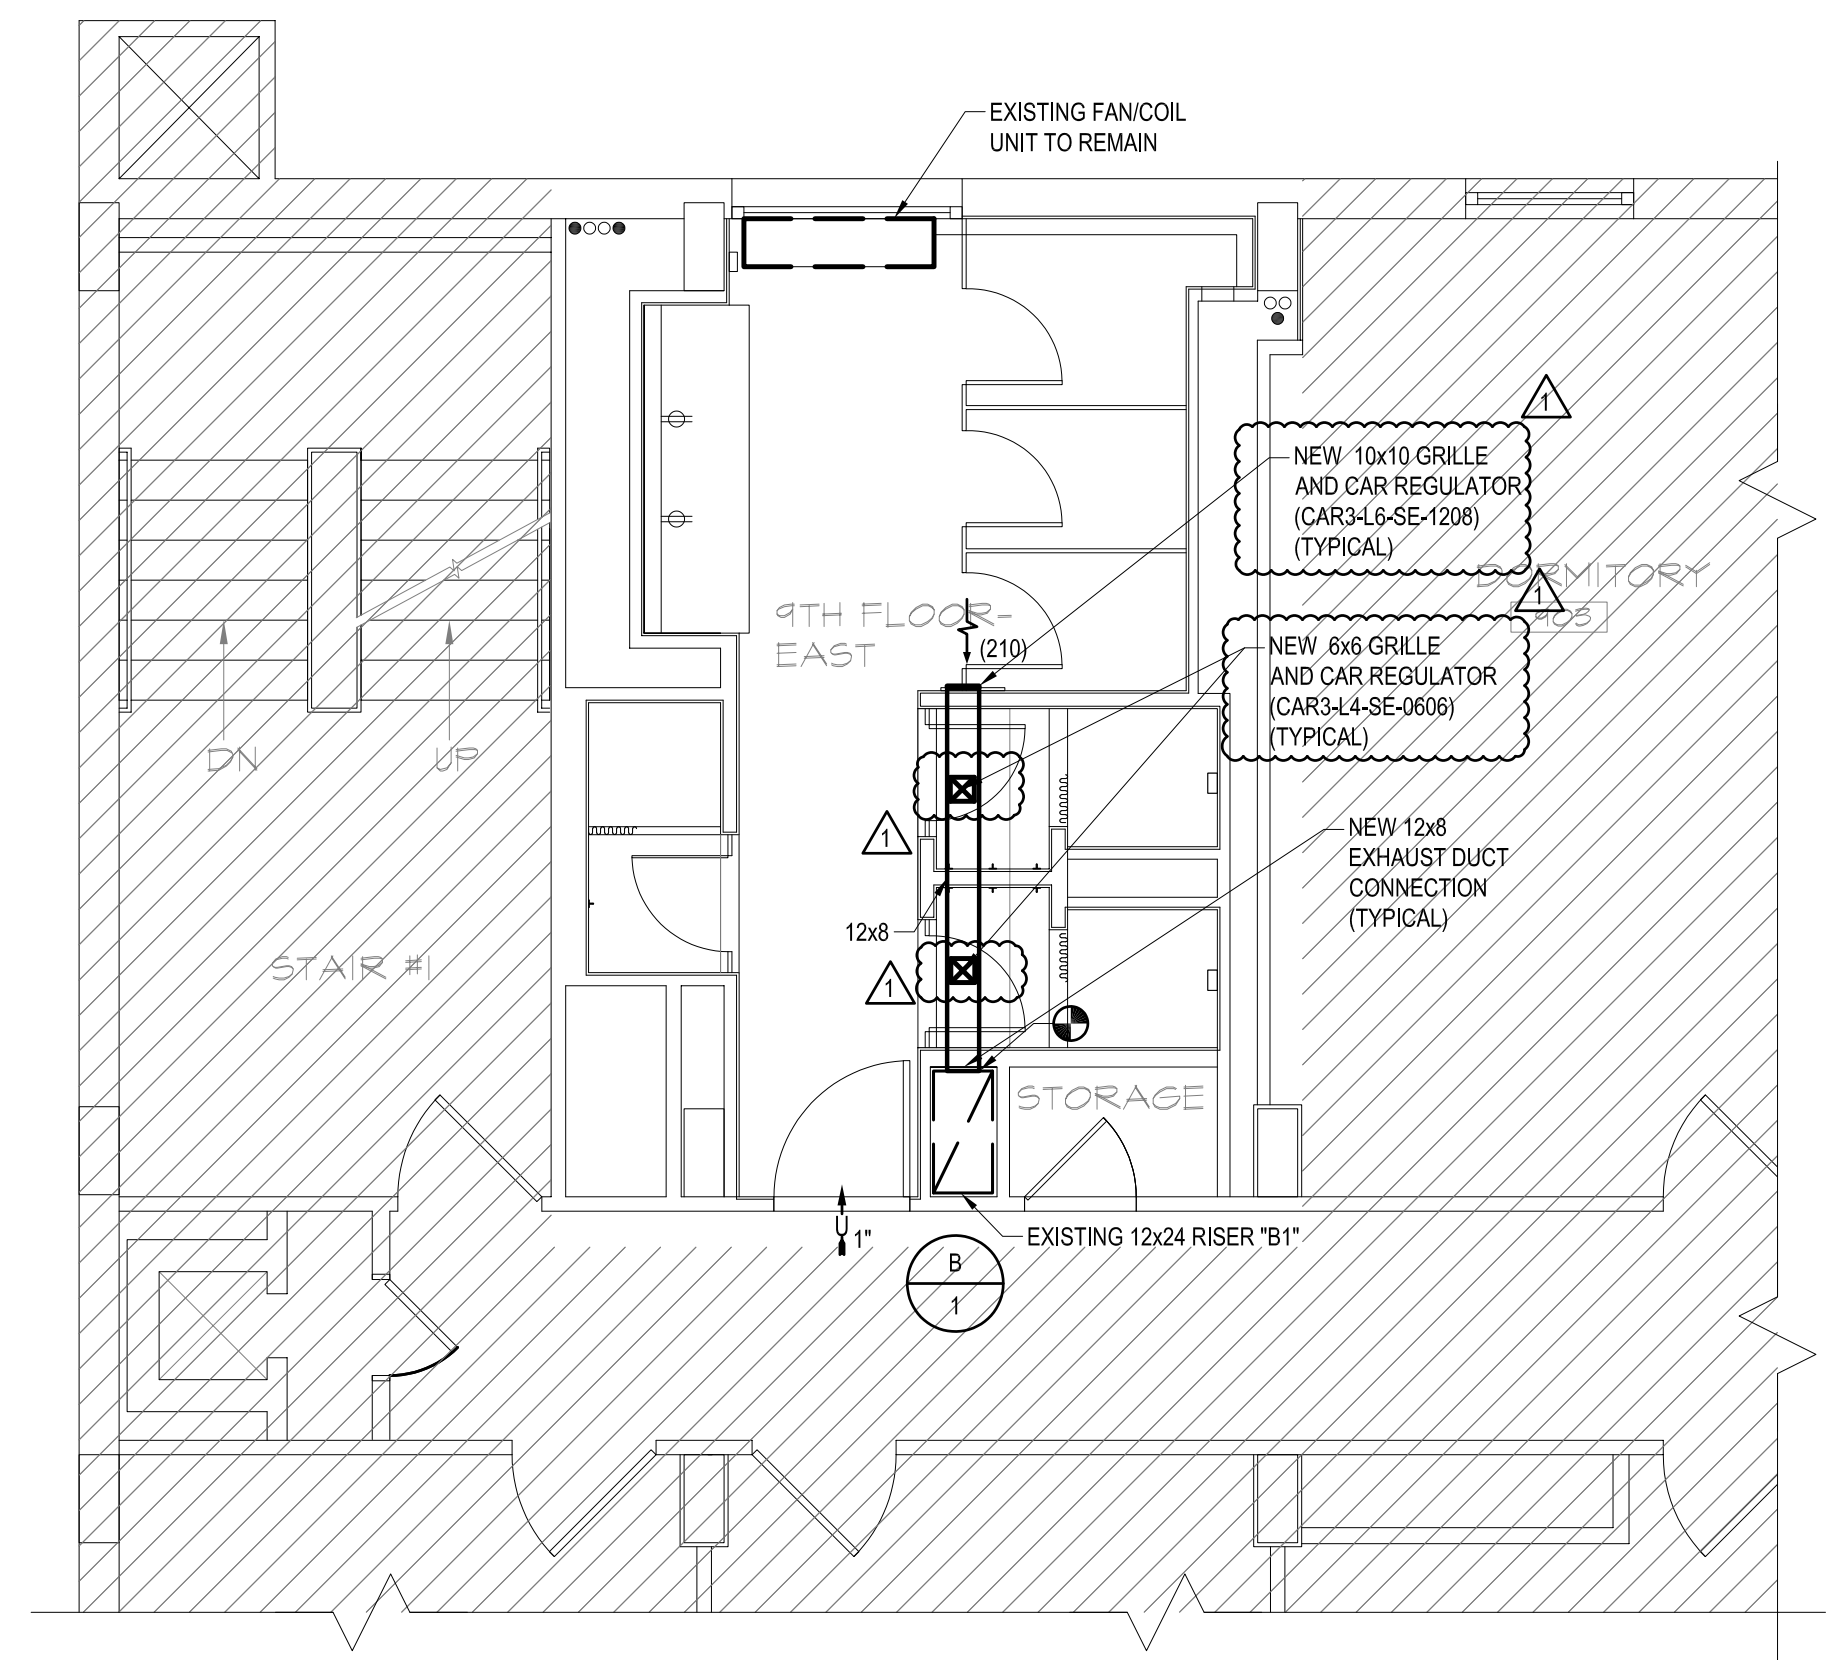 EXISTING FAN/COIL
UNIT TO REMAIN
1
NEW 10x10 GRILLE
AND CAR REGULATOR
(CAR3-L6-SE-1208)
(TYPICAL)
DORMITORY
903
1
9TH FLOOR-
EAST
(210)
NEW 6x6 GRILLE
AND CAR REGULATOR
(CAR3-L4-SE-0606)
(TYPICAL)
DN
UP
1
NEW 12x8
EXHAUST DUCT
CONNECTION
(TYPICAL)
12x8
STAIR #1
1
STORAGE
U 1"
EXISTING 12x24 RISER "B1"
B
1